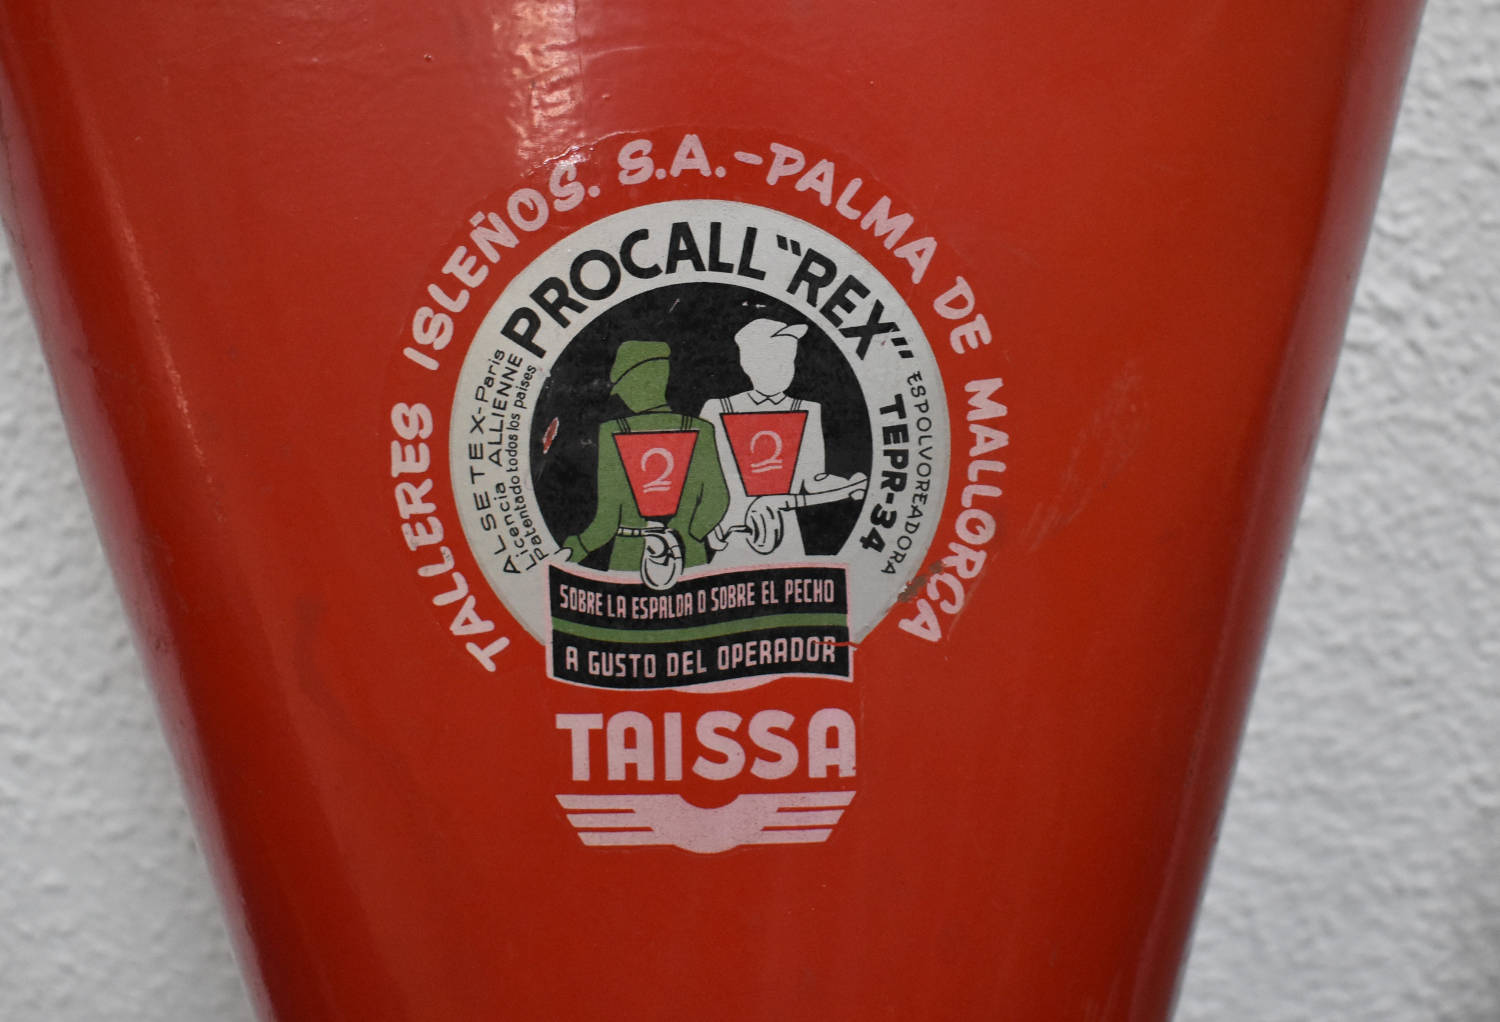 TALLERES ISLEÑOS. S.A.-PALMA DE MALLORCA
PROCALL "REX"
ALSETEX-Paris
Licencia ALLIENNE
Patentado todos los paises
ESPOLVOREADORA
TEPR-34
2
2
SOBRE LA ESPALDA O SOBRE EL PECHO
A GUSTO DEL OPERADOR
TAISSA